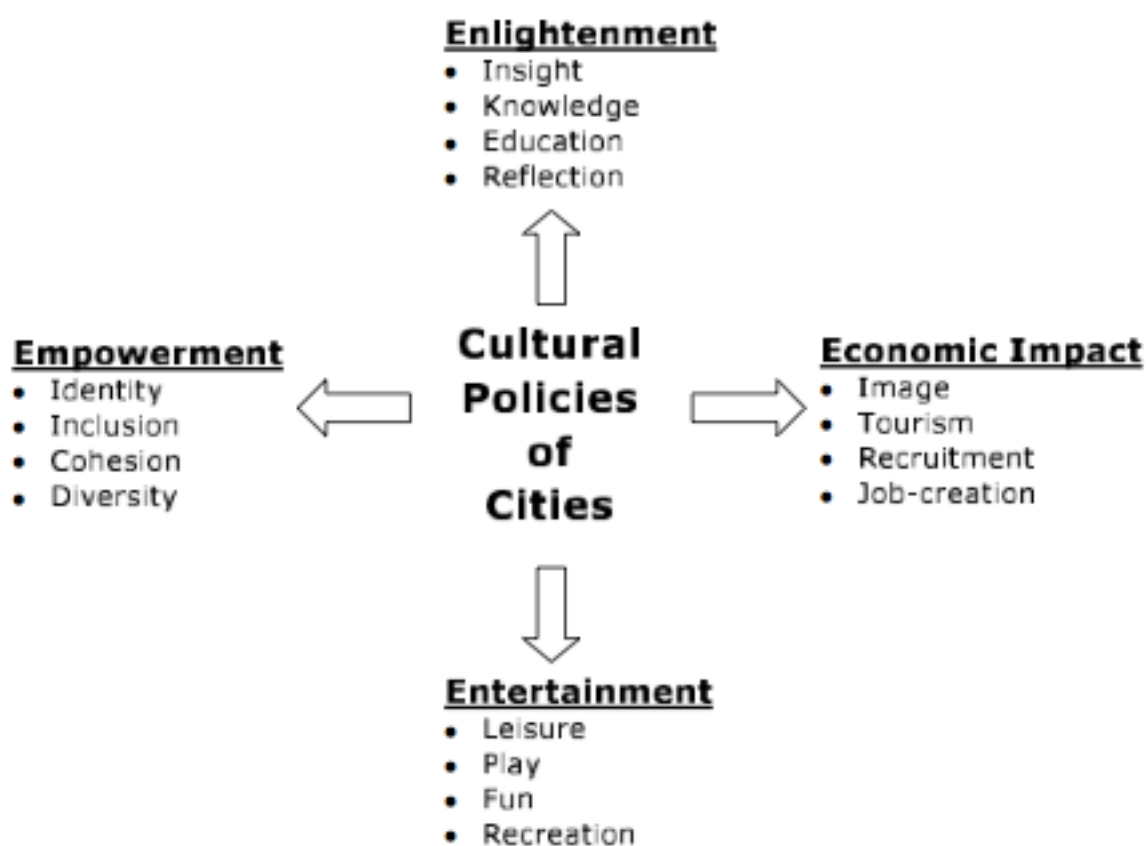 Enlightenment
• Insight
• Knowledge
• Education
• Reflection
Empowerment
• Identity
• Inclusion
• Cohesion
• Diversity
Cultural
Policies
of
Cities
Economic Impact
• Image
• Tourism
• Recruitment
• Job-creation
Entertainment
• Leisure
• Play
• Fun
• Recreation